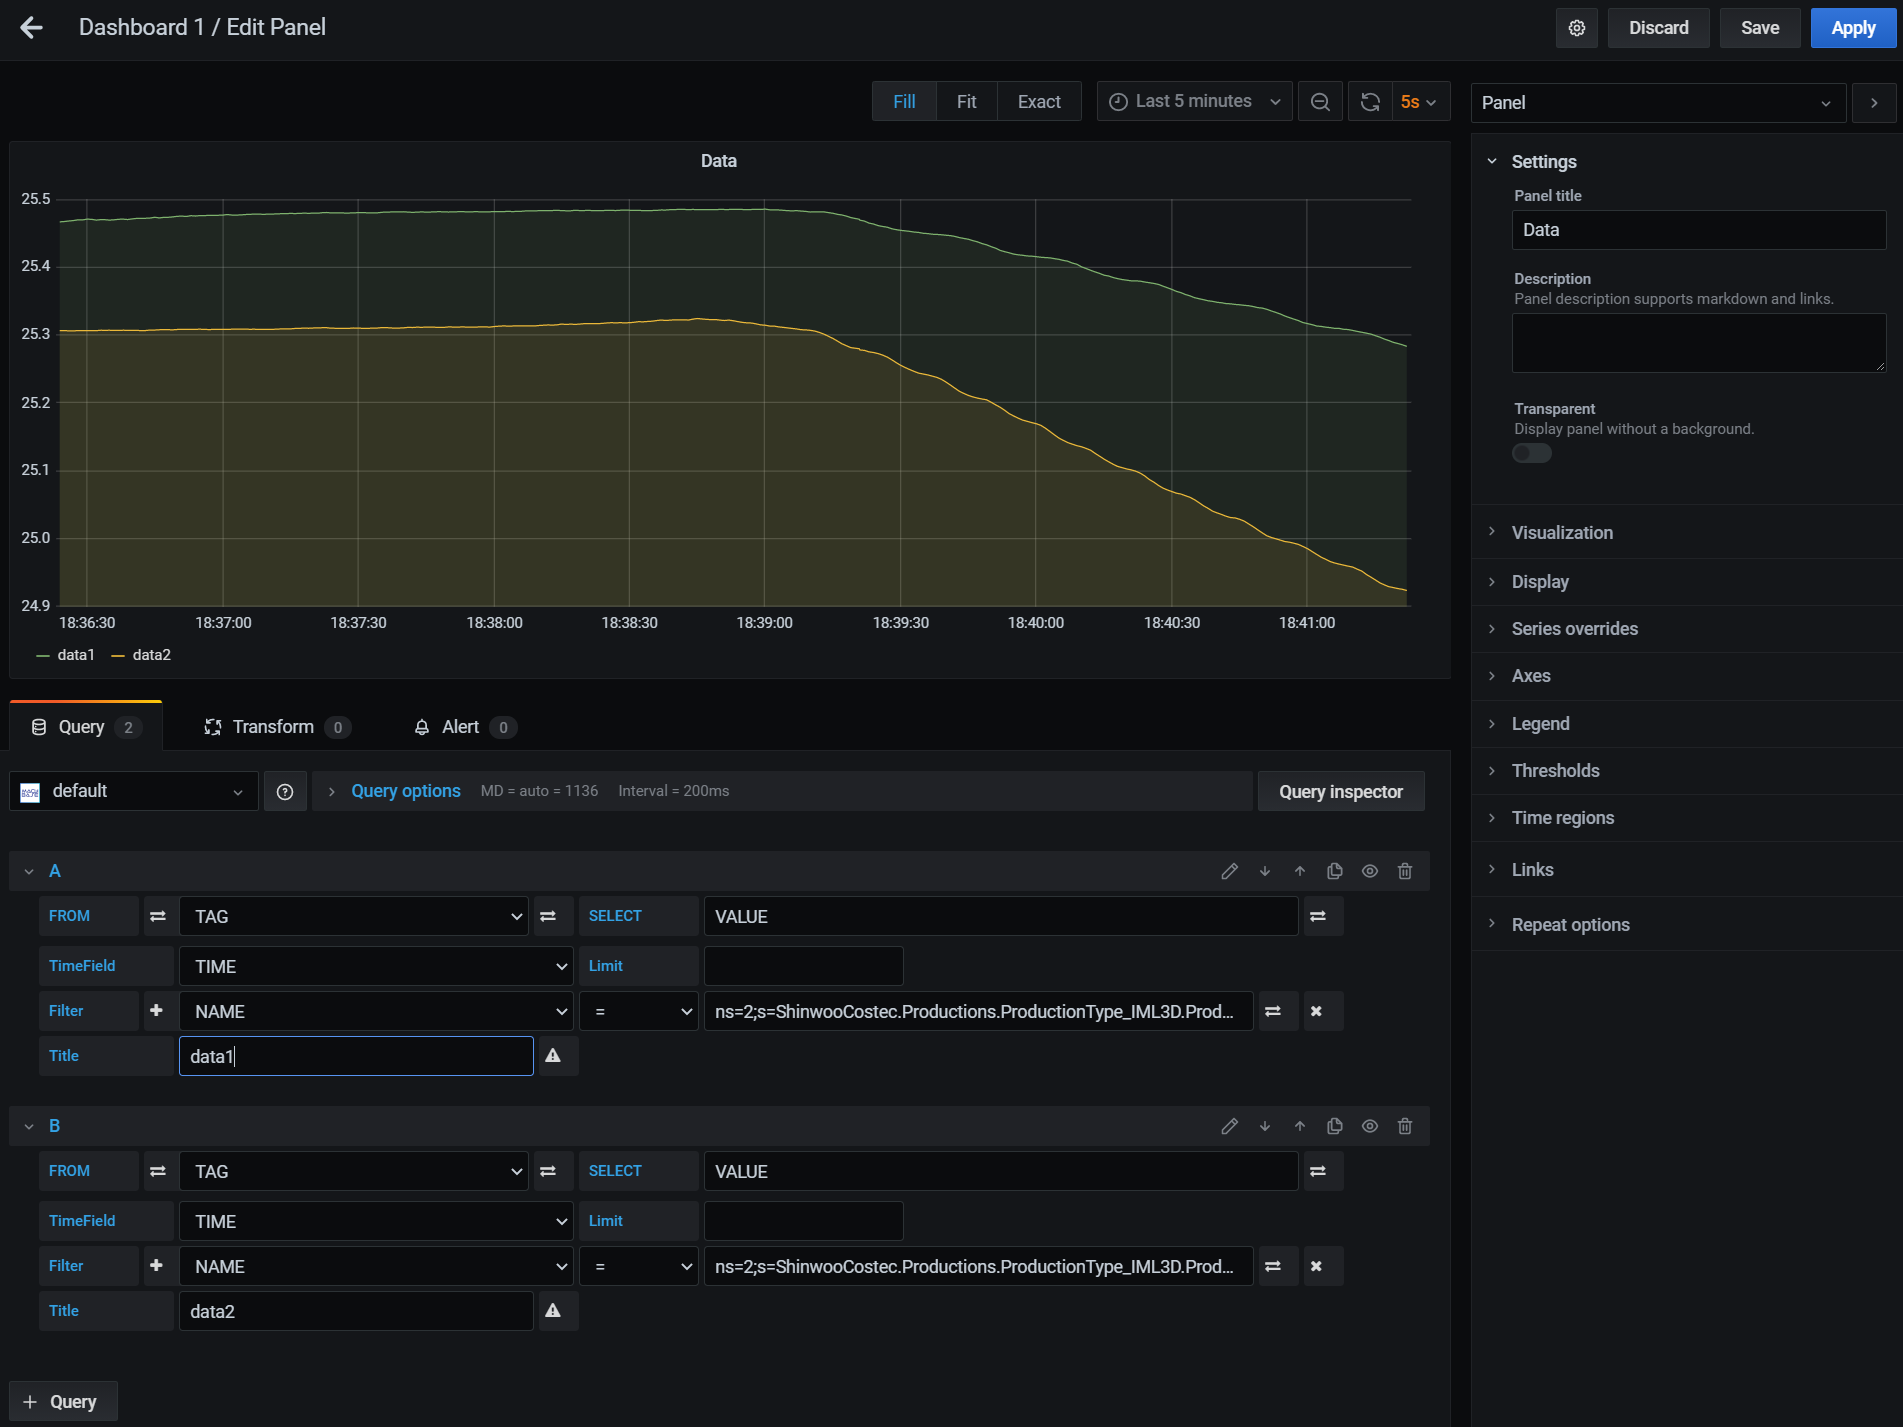 Dashboard 1 / Edit Panel
Discard
Save
Apply
Fill
Fit
Exact
Last 5 minutes
5s
Panel
Data
25.5
25.4
25.3
25.2
25.1
25.0
24.9
18:36:30
18:37:00
18:37:30
18:38:00
18:38:30
18:39:00
18:39:30
18:40:00
18:40:30
18:41:00
data1
data2
Settings
Panel title
Data
Description
Panel description supports markdown and links.
Transparent
Display panel without a background.
Visualization
Display
Series overrides
Axes
Legend
Thresholds
Time regions
Links
Repeat options
Query 2
Transform 0
Alert 0
default
Query options
MD = auto = 1136
Interval = 200ms
Query inspector
A
FROM
TAG
SELECT
VALUE
TimeField
TIME
Limit
Filter
NAME
=
ns=2;s=ShinwooCostec.Productions.ProductionType_IML3D.Prod...
Title
data1
B
FROM
TAG
SELECT
VALUE
TimeField
TIME
Limit
Filter
NAME
=
ns=2;s=ShinwooCostec.Productions.ProductionType_IML3D.Prod...
Title
data2
+ Query